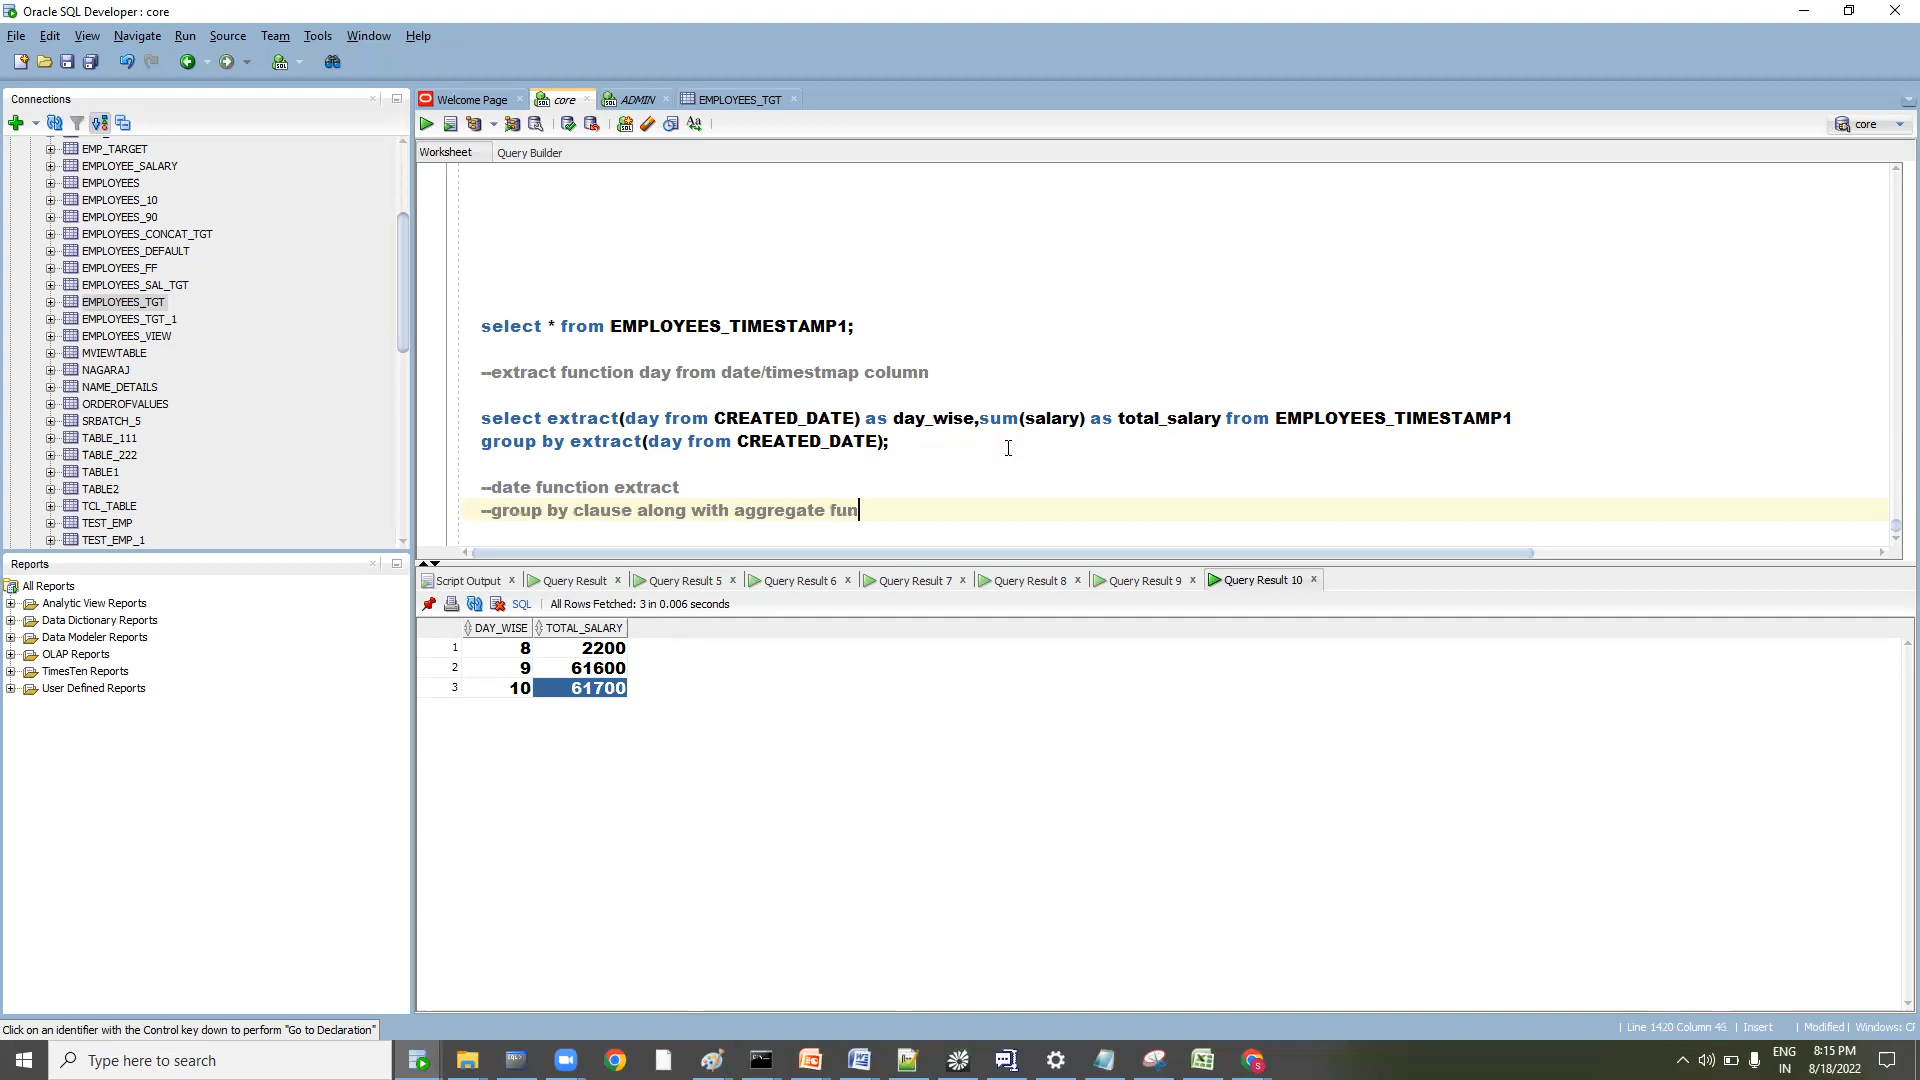 Oracle SQL Developer : core
File Edit View Navigate Run Source Team Tools Window Help
Connections
EMP_TARGET
EMPLOYEE_SALARY
EMPLOYEES
EMPLOYEES_10
EMPLOYEES_90
EMPLOYEES_CONCAT_TGT
EMPLOYEES_DEFAULT
EMPLOYEES_FF
EMPLOYEES_SAL_TGT
EMPLOYEES_TGT
EMPLOYEES_TGT_1
EMPLOYEES_VIEW
MVIEWTABLE
NAGARAJ
NAME_DETAILS
ORDEROFVALUES
SRBATCH_5
TABLE_111
TABLE_222
TABLE1
TABLE2
TCL_TABLE
TEST_EMP
TEST_EMP_1
Reports
All Reports
Analytic View Reports
Data Dictionary Reports
Data Modeler Reports
OLAP Reports
TimesTen Reports
User Defined Reports
Welcome Page core ADMIN EMPLOYEES_TGT
core
Worksheet Query Builder
select * from EMPLOYEES_TIMESTAMP1;
--extract function day from date/timestmap column
select extract(day from CREATED_DATE) as day_wise,sum(salary) as total_salary from EMPLOYEES_TIMESTAMP1
group by extract(day from CREATED_DATE);
--date function extract
--group by clause along with aggregate fun
Script Output Query Result Query Result 5 Query Result 6 Query Result 7 Query Result 8 Query Result 9 Query Result 10
SQL All Rows Fetched: 3 in 0.006 seconds
DAY_WISE TOTAL_SALARY
1 8 2200
2 9 61600
3 10 61700
Click on an identifier with the Control key down to perform "Go to Declaration"
Line 1420 Column 46 Insert Modified Windows: CF
Type here to search
ENG
IN
8:15 PM
8/18/2022